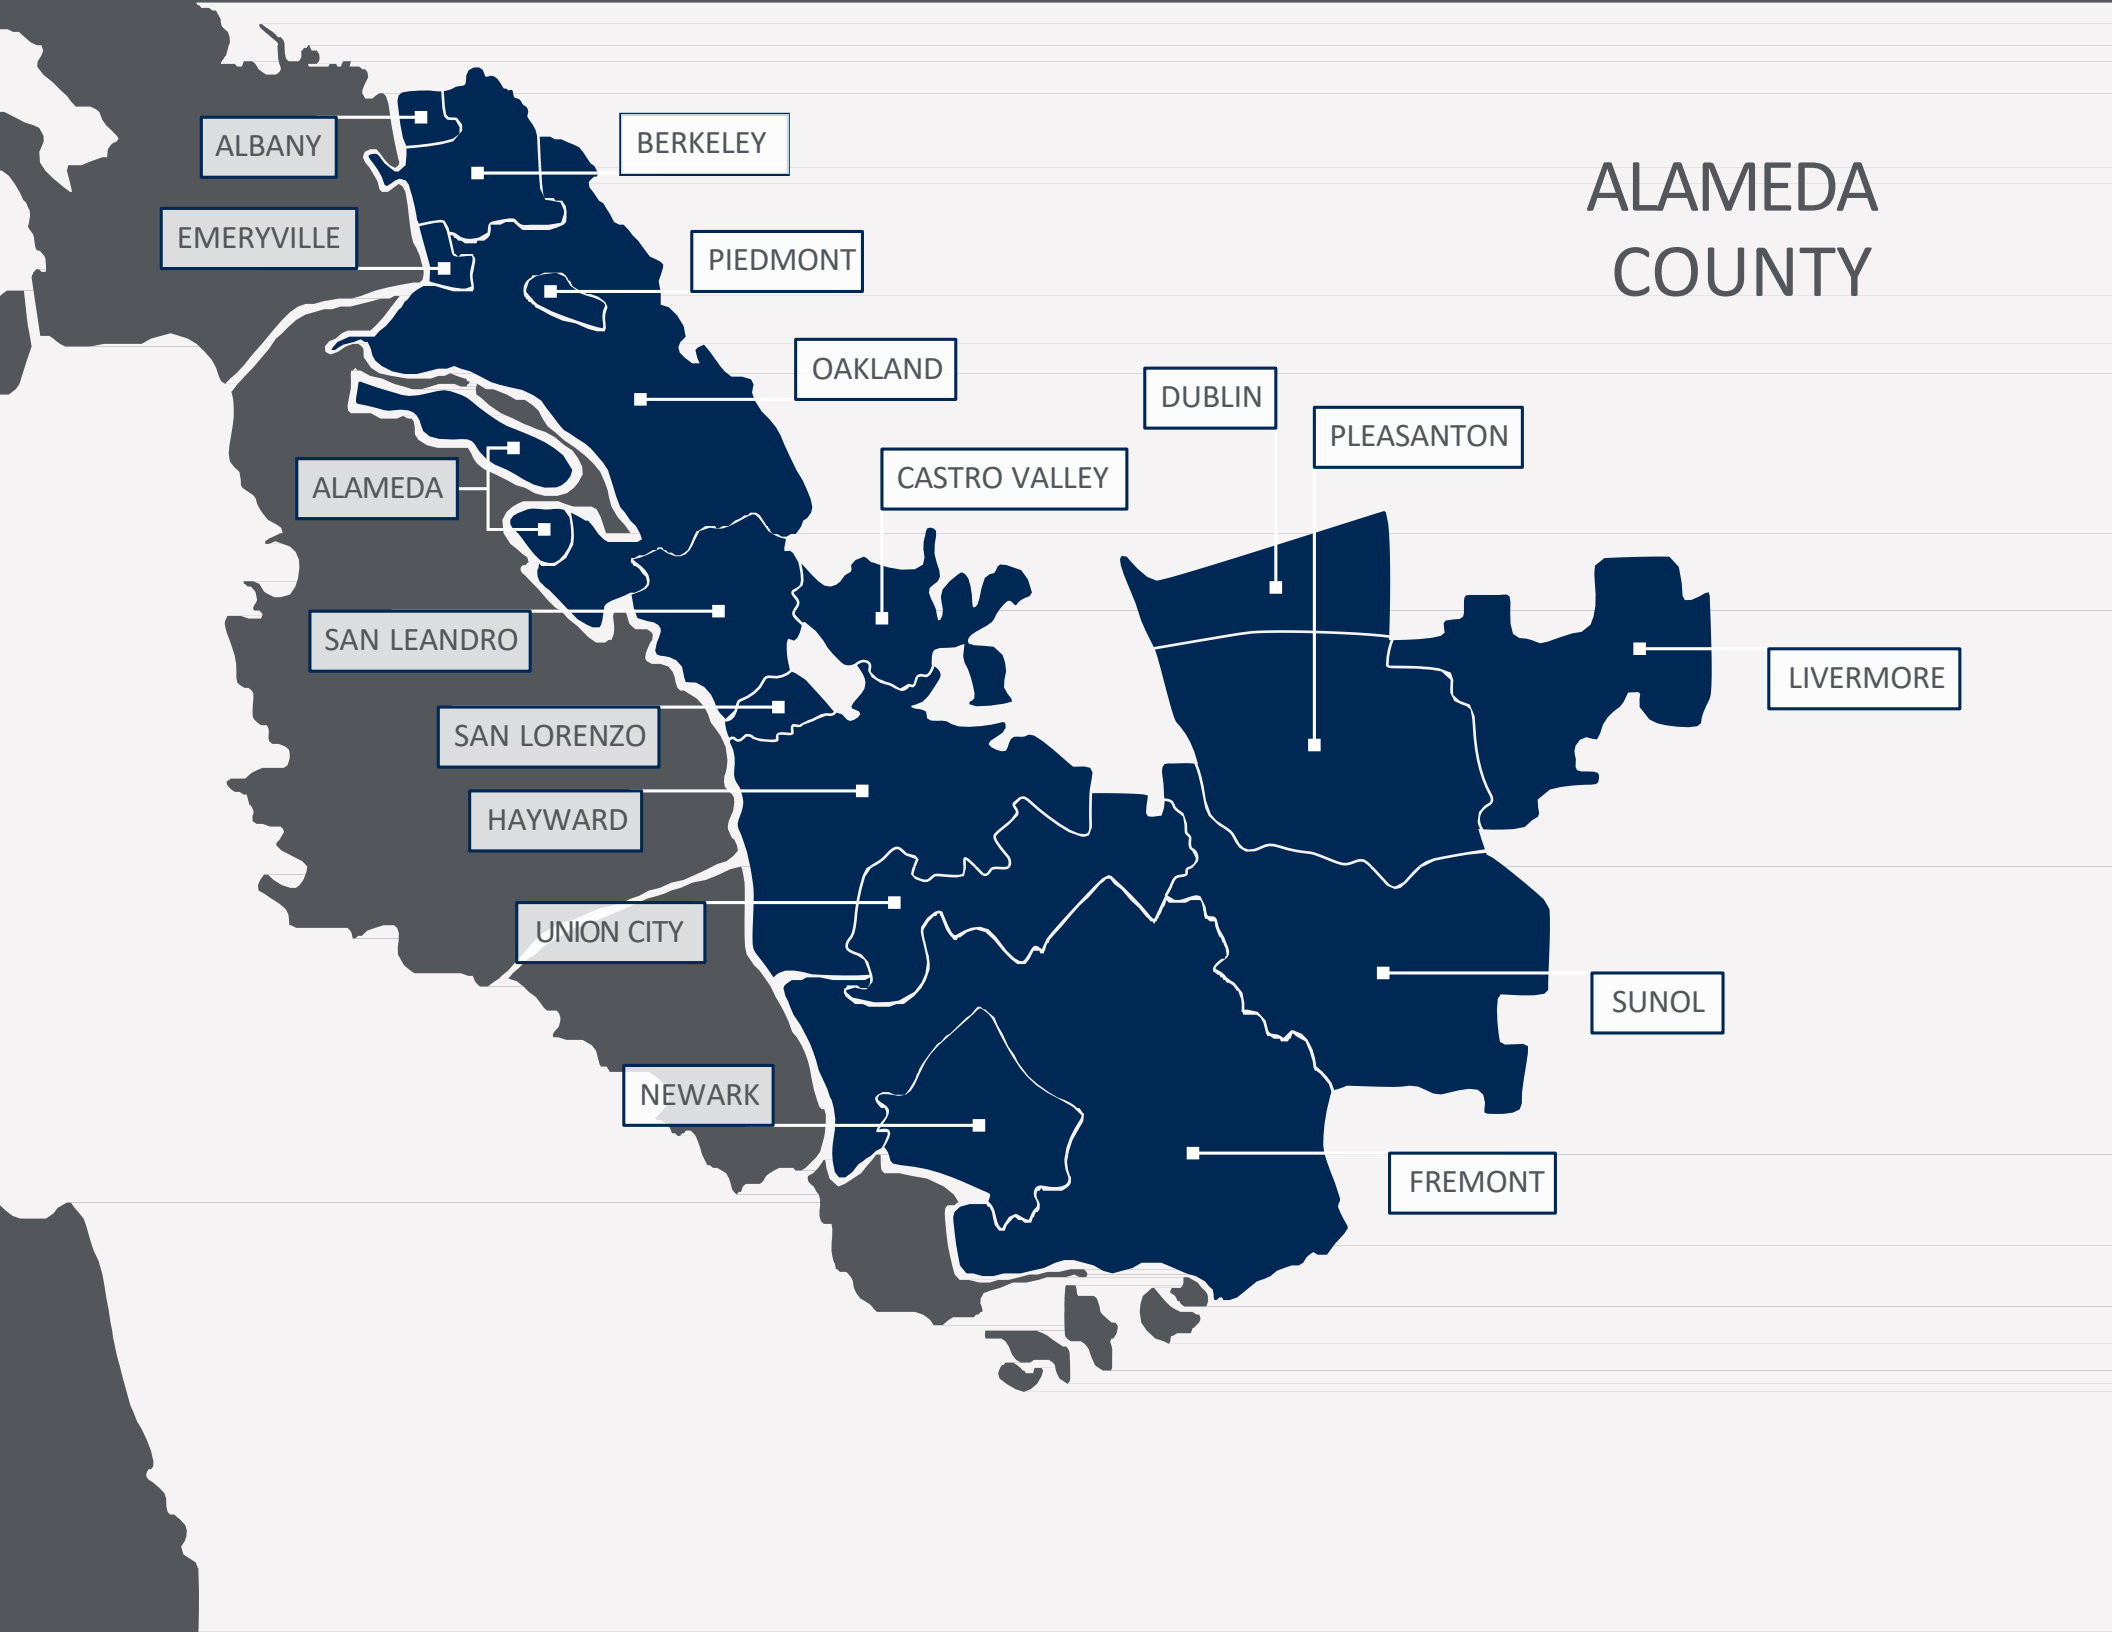 ALAMEDA
COUNTY
ALBANY
BERKELEY
EMERYVILLE
PIEDMONT
OAKLAND
DUBLIN
PLEASANTON
CASTRO VALLEY
ALAMEDA
SAN LEANDRO
LIVERMORE
SAN LORENZO
HAYWARD
UNION CITY
SUNOL
NEWARK
FREMONT